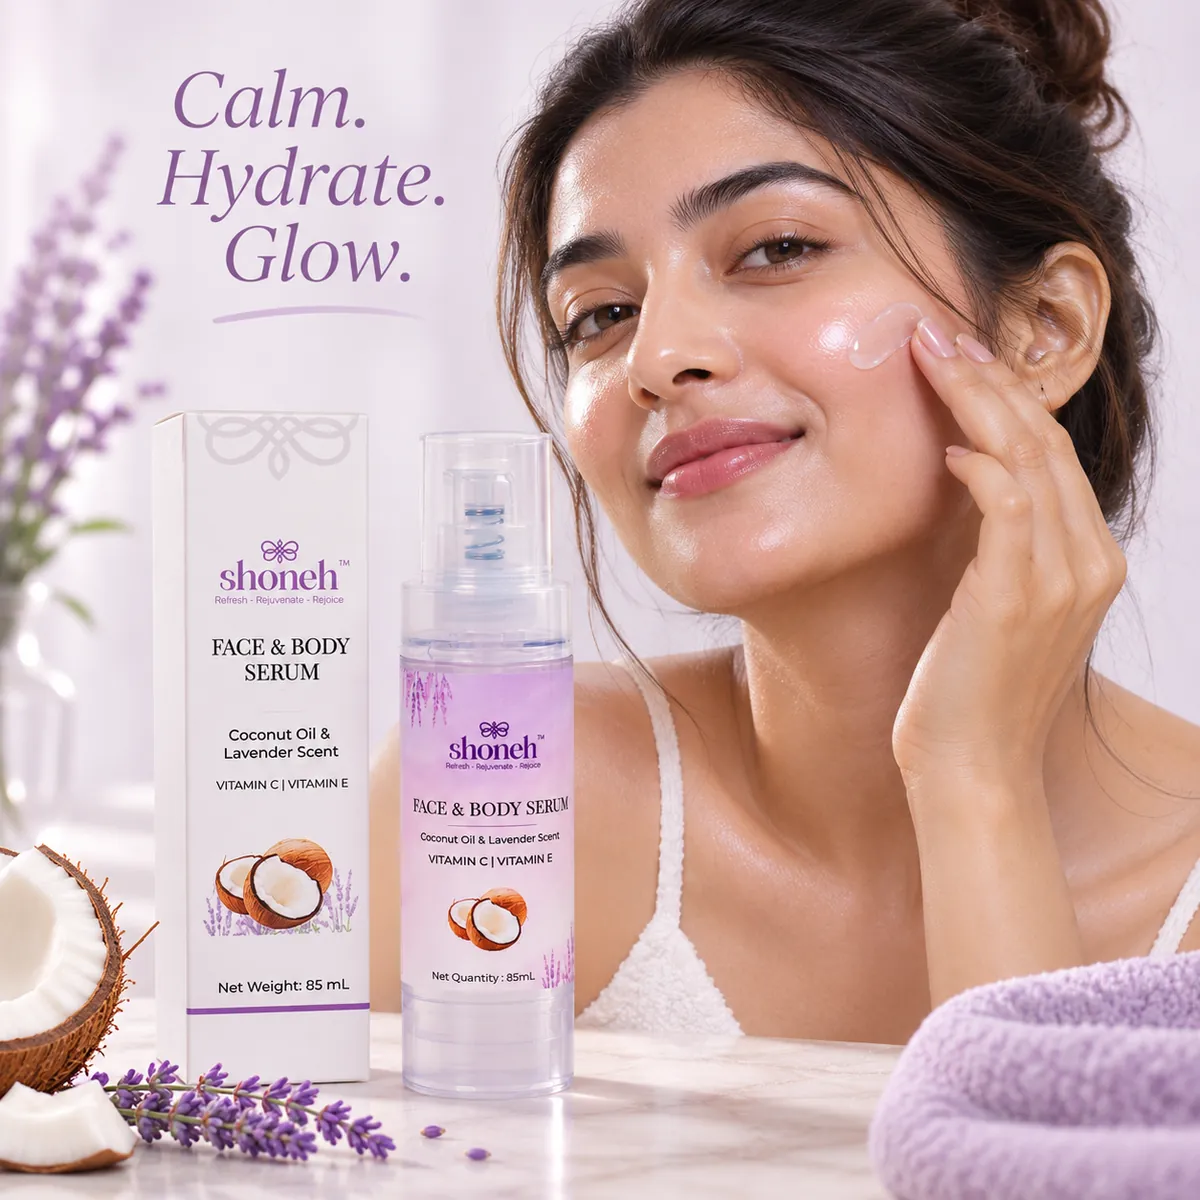 Calm.
Hydrate.
Glow.
shoneh™
Refresh - Rejuvenate - Rejoice
FACE & BODY
SERUM
Coconut Oil &
Lavender Scent
VITAMIN C | VITAMIN E
Net Weight: 85 mL
shoneh™
Refresh - Rejuvenate - Rejoice
FACE & BODY SERUM
Coconut Oil & Lavender Scent
VITAMIN C | VITAMIN E
Net Quantity : 85mL